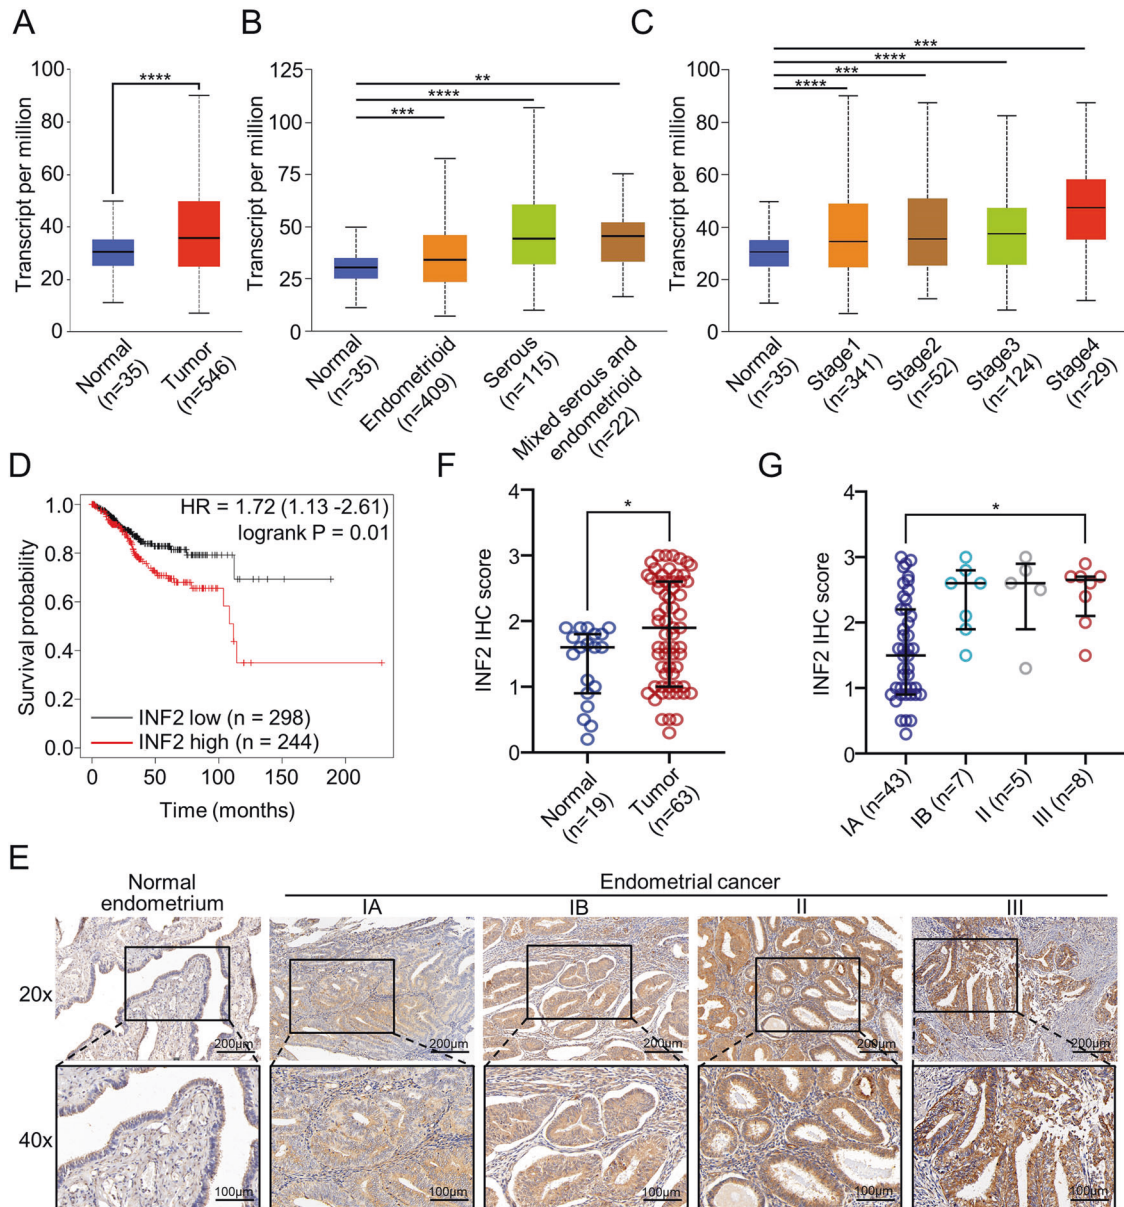 A
Transcript per million
100
80
60
40
20
0
****
Normal
(n=35)
Tumor
(n=546)
B
Transcript per million
125
100
75
50
25
0
**
****
***
Normal
(n=35)
Endometrioid
(n=409)
Serous
(n=115)
Mixed serous and
endometrioid
(n=22)
C
Transcript per million
100
80
60
40
20
0
***
****
***
****
Normal
(n=35)
Stage1
(n=341)
Stage2
(n=52)
Stage3
(n=124)
Stage4
(n=29)
D
Survival probability
1.0
0.8
0.6
0.4
0.2
0.0
HR = 1.72 (1.13 -2.61)
logrank P = 0.01
INF2 low (n = 298)
INF2 high (n = 244)
0 50 100 150 200
Time (months)
F
INF2 IHC score
4
3
2
1
0
*
Normal
(n=19)
Tumor
(n=63)
G
INF2 IHC score
4
3
2
1
0
*
IA (n=43)
IB (n=7)
II (n=5)
III (n=8)
E
Normal
endometrium
Endometrial cancer
IA IB II III
20x
200μm 200μm 200μm 200μm 200μm
40x
100μm 100μm 100μm 100μm 100μm